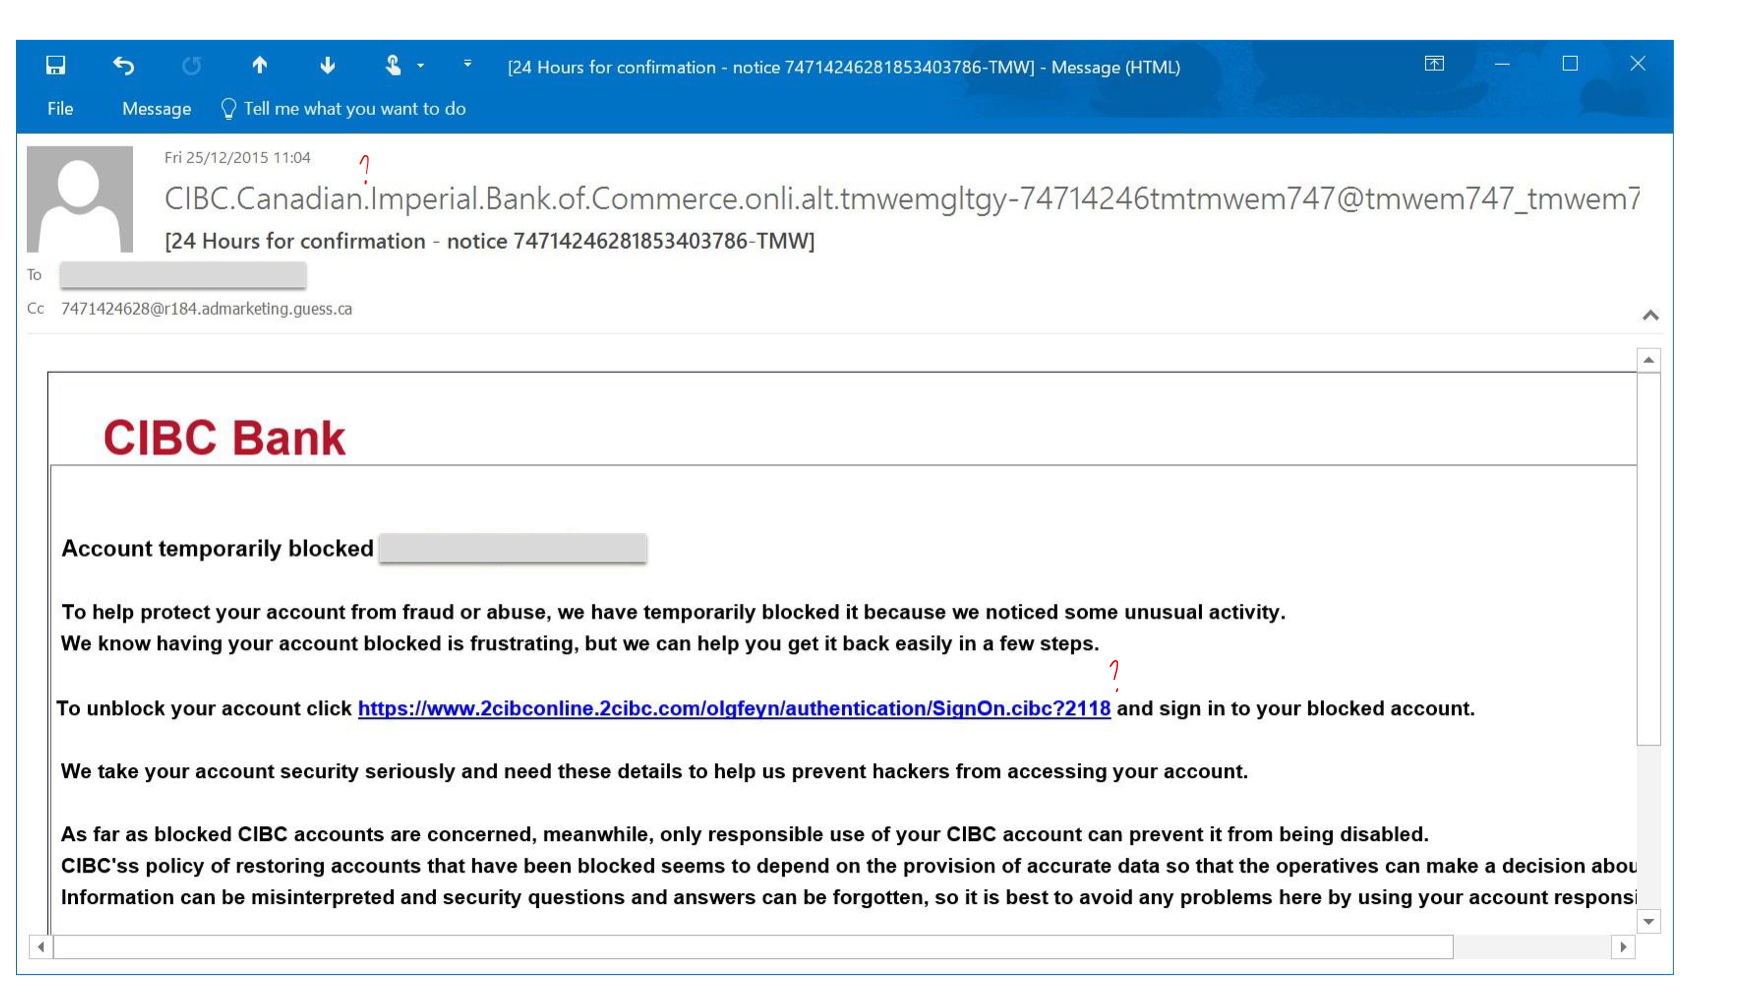 [24 Hours for confirmation - notice 74714246281853403786-TMW] - Message (HTML)
File Message Tell me what you want to do
Fri 25/12/2015 11:04
?
CIBC.Canadian.Imperial.Bank.of.Commerce.onli.alt.tmwemgltgy-74714246tmtmwem747@tmwem747_tmwem7
[24 Hours for confirmation - notice 74714246281853403786-TMW]
To
Cc 7471424628@r184.admarketing.guess.ca
CIBC Bank
Account temporarily blocked
To help protect your account from fraud or abuse, we have temporarily blocked it because we noticed some unusual activity.
We know having your account blocked is frustrating, but we can help you get it back easily in a few steps.
?
To unblock your account click https://www.2cibconline.2cibc.com/olgfeyn/authentication/SignOn.cibc?2118 and sign in to your blocked account.
We take your account security seriously and need these details to help us prevent hackers from accessing your account.
As far as blocked CIBC accounts are concerned, meanwhile, only responsible use of your CIBC account can prevent it from being disabled.
CIBC'ss policy of restoring accounts that have been blocked seems to depend on the provision of accurate data so that the operatives can make a decision abou
Information can be misinterpreted and security questions and answers can be forgotten, so it is best to avoid any problems here by using your account responsi